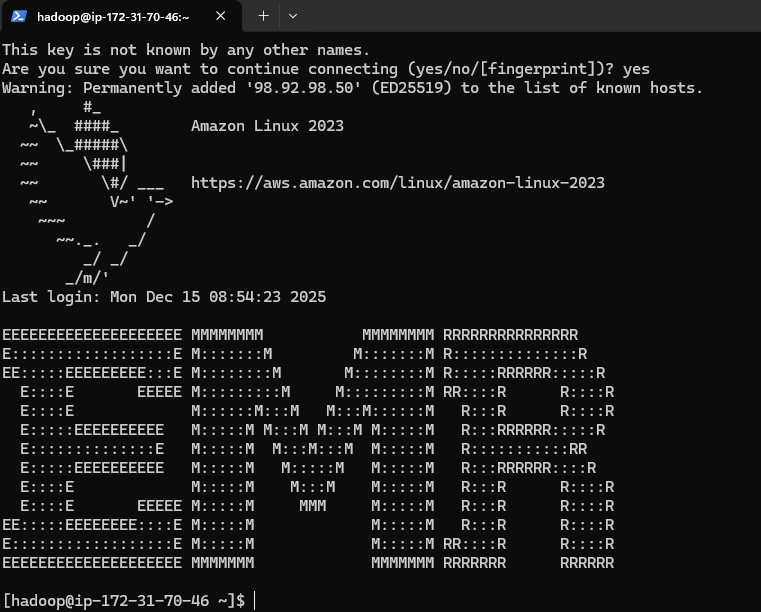 hadoop@ip-172-31-70-46:~
This key is not known by any other names.
Are you sure you want to continue connecting (yes/no/[fingerprint])? yes
Warning: Permanently added '98.92.98.50' (ED25519) to the list of known hosts.
   ,     #_
   ~\_  ####_        Amazon Linux 2023
  ~~  \_#####\
  ~~     \###|
  ~~       \#/ ___   https://aws.amazon.com/linux/amazon-linux-2023
   ~~       V~' '->
    ~~~         /
      ~~._.   _/
         _/ _/
       _/m/'
Last login: Mon Dec 15 08:54:23 2025
EEEEEEEEEEEEEEEEEEEE MMMMMMMM           MMMMMMMM RRRRRRRRRRRRRRR
E::::::::::::::::::E M:::::::M         M:::::::M R::::::::::::::R
EE:::::EEEEEEEEE:::E M::::::::M       M::::::::M R:::::RRRRRR:::::R
  E::::E       EEEEE M:::::::::M     M:::::::::M RR::::R      R::::R
  E::::E             M::::::M:::M   M:::M::::::M   R:::R      R::::R
  E:::::EEEEEEEEEE   M:::::M M:::M M:::M M:::::M   R:::RRRRRR:::::R
  E::::::::::::::E   M:::::M  M:::M:::M  M:::::M   R:::::::::::RR
  E:::::EEEEEEEEEE   M:::::M   M:::::M   M:::::M   R:::RRRRRR::::R
  E::::E             M:::::M    M:::M    M:::::M   R:::R      R::::R
  E::::E       EEEEE M:::::M     MMM     M:::::M   R:::R      R::::R
EE:::::EEEEEEEE::::E M:::::M             M:::::M   R:::R      R::::R
E::::::::::::::::::E M:::::M             M:::::M RR::::R      R::::R
EEEEEEEEEEEEEEEEEEEE MMMMMMM             MMMMMMM RRRRRRR      RRRRRR
[hadoop@ip-172-31-70-46 ~]$